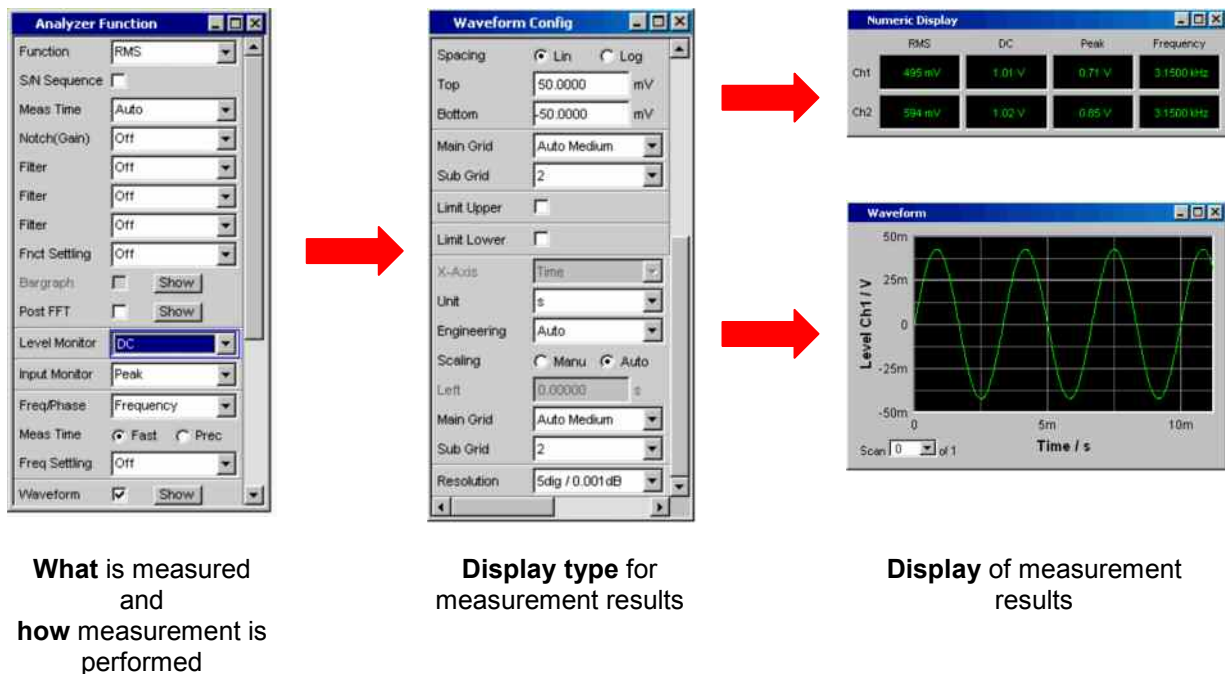 Analyzer Function
Function RMS
S/N Sequence
Meas Time Auto
Notch(Gain) Off
Filter Off
Filter Off
Filter Off
Fnct Settling Off
Bargraph Show
Post FFT Show
Level Monitor DC
Input Monitor Peak
Freq/Phase Frequency
Meas Time Fast Prec
Freq Settling Off
Waveform Show
What is measured
and
how measurement is
performed
Waveform Config
Spacing Lin Log
Top 50.0000 mV
Bottom -50.0000 mV
Main Grid Auto Medium
Sub Grid 2
Limit Upper
Limit Lower
X-Axis Time
Unit s
Engineering Auto
Scaling Manu Auto
Left 0.00000 s
Main Grid Auto Medium
Sub Grid 2
Resolution 5dig / 0.001dB
Display type for
measurement results
Numeric Display
RMS DC Peak Frequency
Ch1 495 mV 1.01 V 0.71 V 3.1500 kHz
Ch2 594 mV 1.02 V 0.85 V 3.1500 kHz
Waveform
Level Ch1 / V
50m
25m
0
-25m
-50m
0 5m 10m
Time / s
Scan 0 of 1
Display of measurement
results